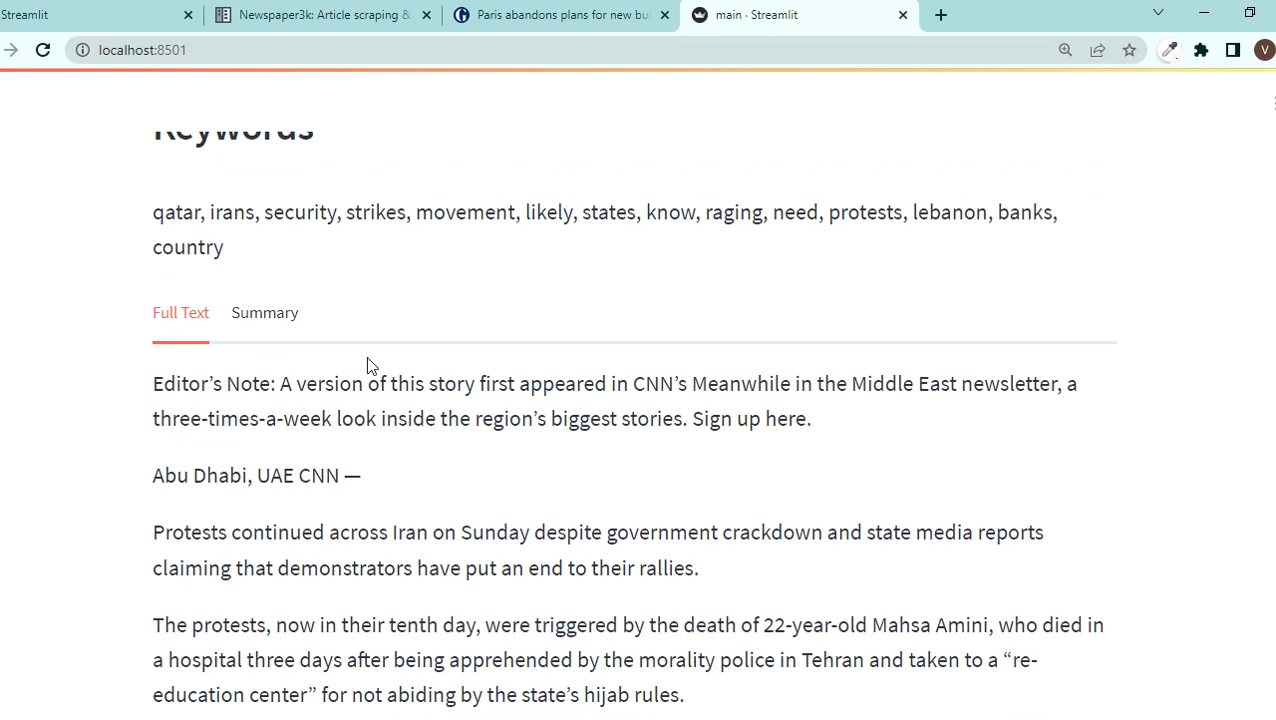 Streamlit
Newspaper3k: Article scraping &
Paris abandons plans for new bui
main · Streamlit
localhost:8501
V
Keywords
qatar, irans, security, strikes, movement, likely, states, know, raging, need, protests, lebanon, banks,
country
Full Text Summary
Editor’s Note: A version of this story first appeared in CNN’s Meanwhile in the Middle East newsletter, a
three-times-a-week look inside the region’s biggest stories. Sign up here.
Abu Dhabi, UAE CNN —
Protests continued across Iran on Sunday despite government crackdown and state media reports
claiming that demonstrators have put an end to their rallies.
The protests, now in their tenth day, were triggered by the death of 22-year-old Mahsa Amini, who died in
a hospital three days after being apprehended by the morality police in Tehran and taken to a “re-
education center” for not abiding by the state’s hijab rules.